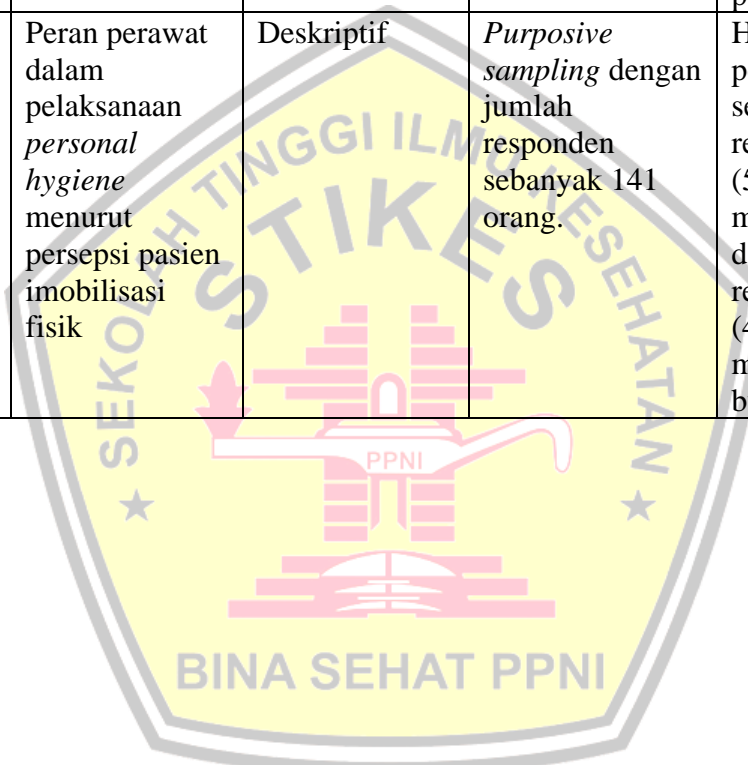 Peran perawat
dalam
pelaksanaan
personal
hygiene
menurut
persepsi pasien
imobilisasi
fisik
Deskriptif
Purposive
sampling dengan
jumlah
responden
sebanyak 141
orang.
SEKOLAH TINGGI ILMU KESEHATAN
STIKES
PPNI
BINA SEHAT PPNI